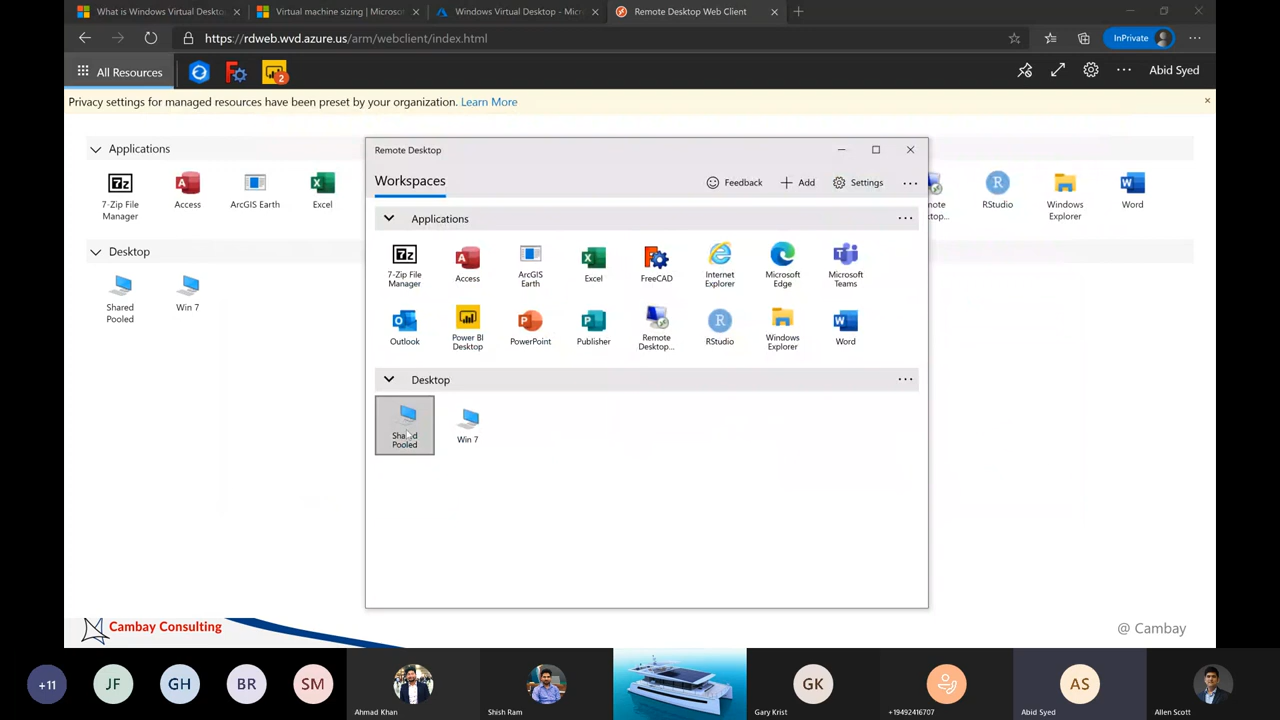 What is Windows Virtual Deskto
Virtual machine sizing | Microsof
Windows Virtual Desktop - Micr
Remote Desktop Web Client
https://rdweb.wvd.azure.us/arm/webclient/index.html
InPrivate
All Resources
2
Abid Syed
Privacy settings for managed resources have been preset by your organization. Learn More
Applications
7-Zip File
Manager
Access
ArcGIS Earth
Excel
RStudio
Windows
Explorer
Word
Desktop
Shared
Pooled
Win 7
Remote Desktop
Workspaces
Feedback
Add
Settings
Applications
7-Zip File
Manager
Access
ArcGIS
Earth
Excel
FreeCAD
Internet
Explorer
Microsoft
Edge
Microsoft
Teams
Outlook
Power BI
Desktop
PowerPoint
Publisher
Remote
Desktop...
RStudio
Windows
Explorer
Word
Desktop
Shared
Pooled
Win 7
Cambay Consulting
@ Cambay
+11
JF
GH
BR
SM
Ahmad Khan
Shish Ram
GK
Gary Krist
+19492416707
AS
Abid Syed
Allen Scott